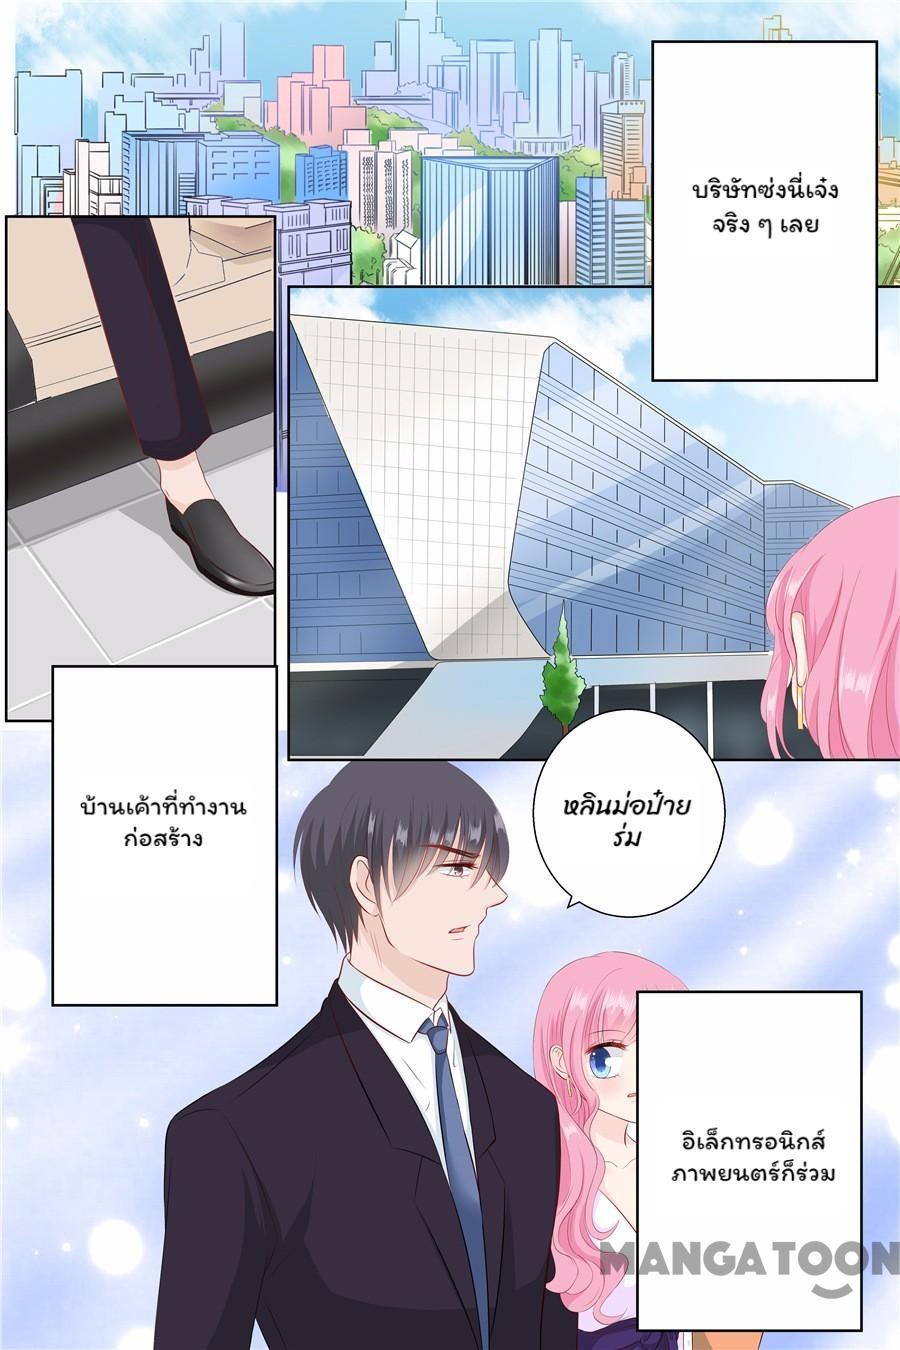 บริษัทซ่งนี่เจ๋ง
จริง ๆ เลย
บ้านเค้าที่ทำงาน
ก่อสร้าง
หลินม่อป๋าย
ร่ม
อิเล็กทรอนิกส์
ภาพยนตร์ก็ร่วม
MANGATOON